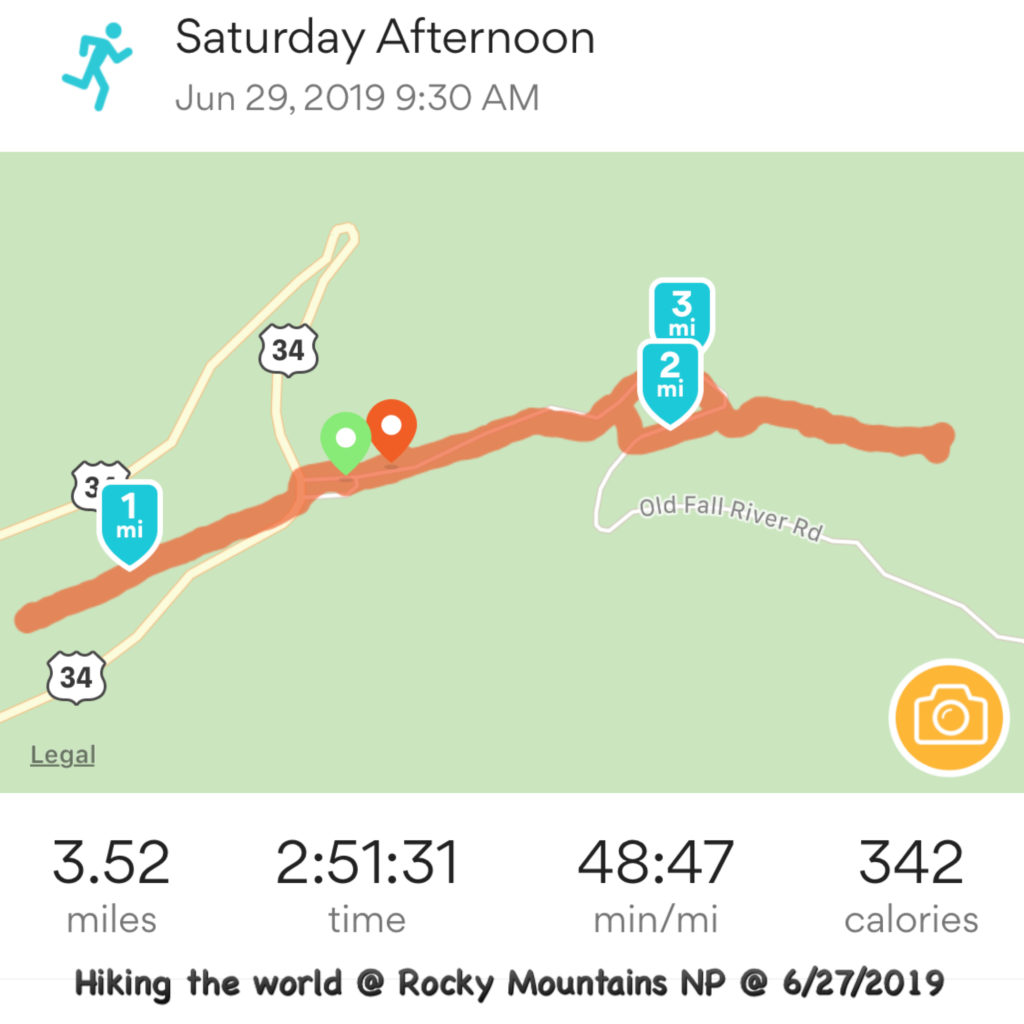 Saturday Afternoon
Jun 29, 2019 9:30 AM
3
mi
2
mi
34
34
1
mi
Old Fall River Rd
34
Legal
3.52 2:51:31 48:47 342
miles time min/mi calories
Hiking the world @ Rocky Mountains NP @ 6/27/2019